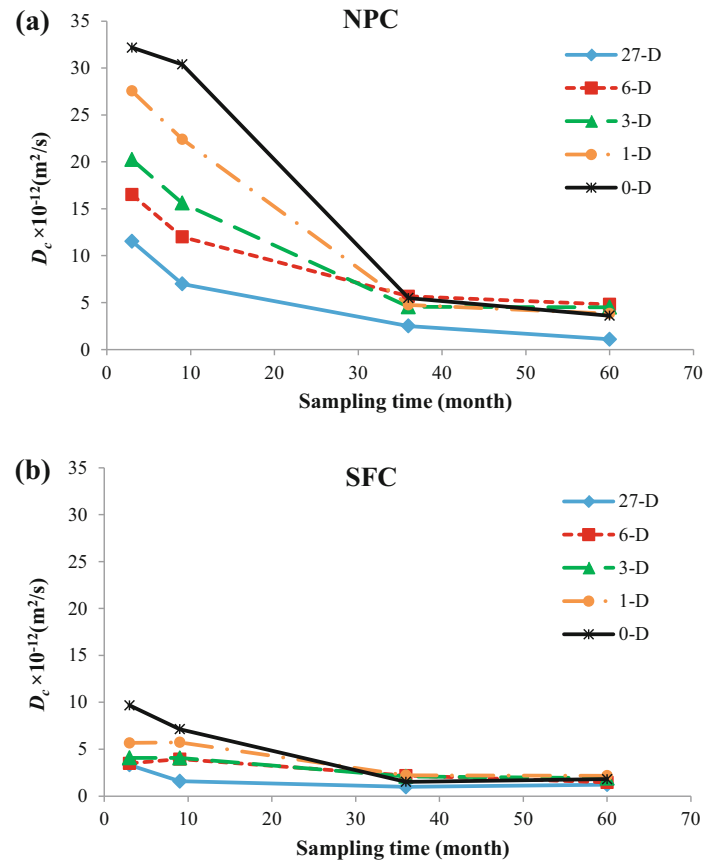 (a)
NPC
35
30
25
20
15
10
5
0
D_c ×10⁻¹²(m²/s)
27-D
6-D
3-D
1-D
0-D
0 10 20 30 40 50 60 70
Sampling time (month)
(b)
SFC
35
30
25
20
15
10
5
0
D_c ×10⁻¹²(m²/s)
27-D
6-D
3-D
1-D
0-D
0 10 20 30 40 50 60 70
Sampling time (month)